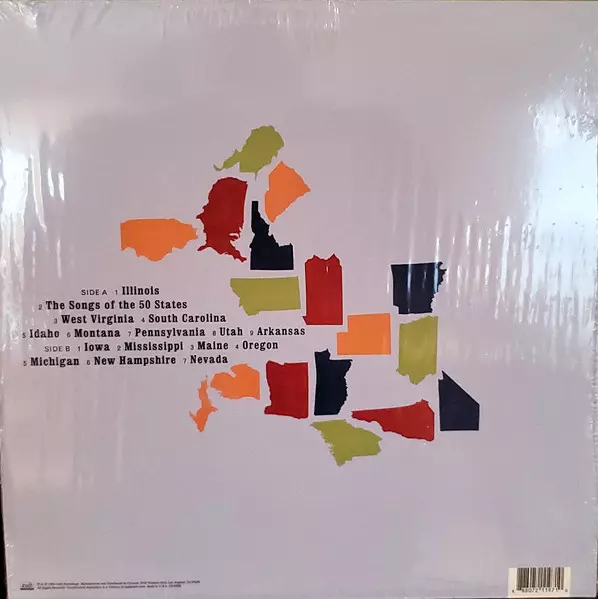 SIDE A 1 Illinois
2 The Songs of the 50 States
3 West Virginia 4 South Carolina
5 Idaho 6 Montana 7 Pennsylvania 8 Utah 9 Arkansas
SIDE B 1 Iowa 2 Mississippi 3 Maine 4 Oregon
5 Michigan 6 New Hampshire 7 Nevada